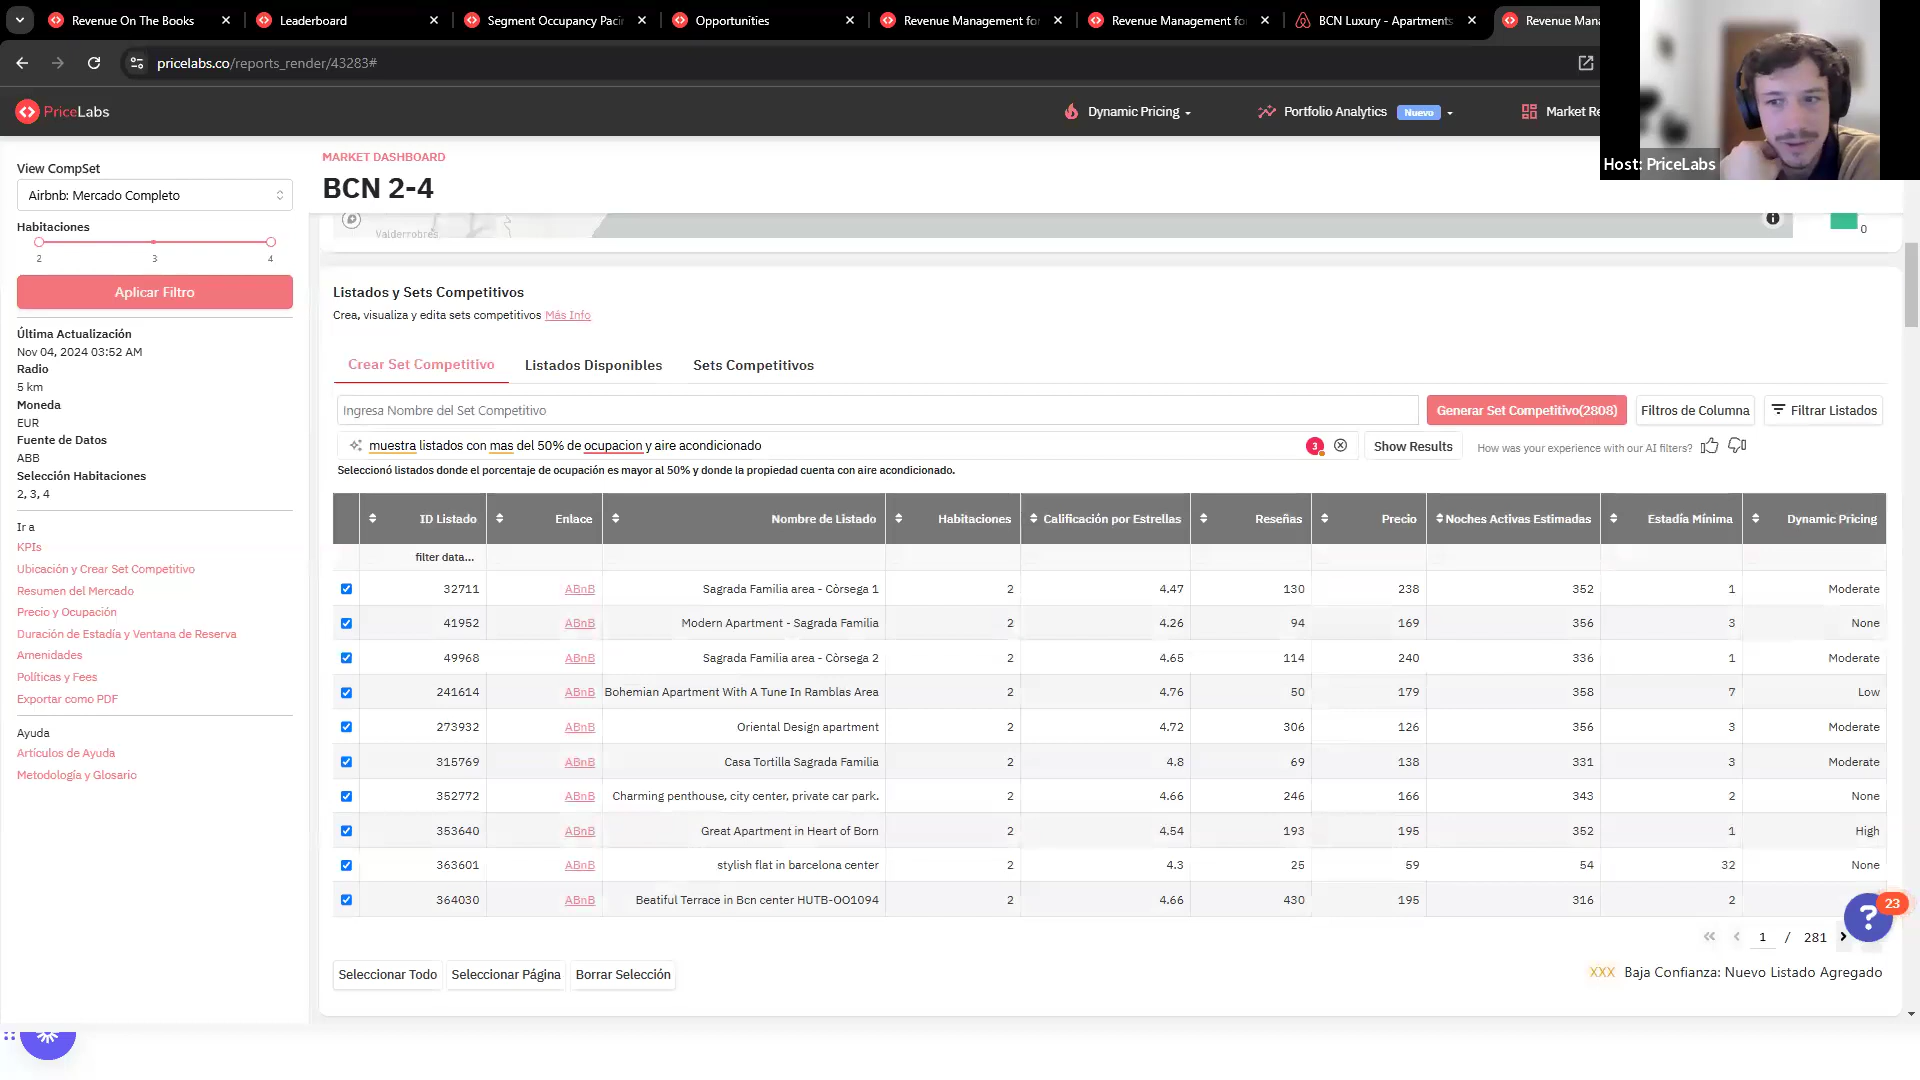 Revenue On The Books
Leaderboard
Segment Occupancy Paci
Opportunities
Revenue Management fo
Revenue Management fo
BCN Luxury - Apartments
Revenue Mana
pricelabs.co/reports_render/43283#
PriceLabs
Dynamic Pricing
Portfolio Analytics
Nuevo
Market Re
Host: PriceLabs
View CompSet
Airbnb: Mercado Completo
Habitaciones
2 3 4
Aplicar Filtro
Última Actualización
Nov 04, 2024 03:52 AM
Radio
5 km
Moneda
EUR
Fuente de Datos
ABB
Selección Habitaciones
2, 3, 4
Ir a
KPIs
Ubicación y Crear Set Competitivo
Resumen del Mercado
Precio y Ocupación
Duración de Estadía y Ventana de Reserva
Amenidades
Políticas y Fees
Exportar como PDF
Ayuda
Artículos de Ayuda
Metodología y Glosario
MARKET DASHBOARD
BCN 2-4
Valderrobres
0
Listados y Sets Competitivos
Crea, visualiza y edita sets competitivos Más Info
Crear Set Competitivo Listados Disponibles Sets Competitivos
Ingresa Nombre del Set Competitivo
Generar Set Competitivo(2808)
Filtros de Columna
Filtrar Listados
muestra listados con mas del 50% de ocupacion y aire acondicionado
3
Show Results
How was your experience with our AI filters?
Seleccionó listados donde el porcentaje de ocupación es mayor al 50% y donde la propiedad cuenta con aire acondicionado.
ID Listado Enlace Nombre de Listado Habitaciones Calificación por Estrellas Reseñas Precio Noches Activas Estimadas Estadía Mínima Dynamic Pricing
filter data...
32711 ABnB Sagrada Familia area - Còrsega 1 2 4.47 130 238 352 1 Moderate
41952 ABnB Modern Apartment - Sagrada Familia 2 4.26 94 169 356 3 None
49968 ABnB Sagrada Familia area - Còrsega 2 2 4.65 114 240 336 1 Moderate
241614 ABnB Bohemian Apartment With A Tune In Ramblas Area 2 4.76 50 179 358 7 Low
273932 ABnB Oriental Design apartment 2 4.72 306 126 356 3 Moderate
315769 ABnB Casa Tortilla Sagrada Familia 2 4.8 69 138 331 3 Moderate
352772 ABnB Charming penthouse, city center, private car park. 2 4.66 246 166 343 2 None
353640 ABnB Great Apartment in Heart of Born 2 4.54 193 195 352 1 High
363601 ABnB stylish flat in barcelona center 2 4.3 25 59 54 32 None
364030 ABnB Beatiful Terrace in Bcn center HUTB-OO1094 2 4.66 430 195 316 2
23
1 / 281
Seleccionar Todo
Seleccionar Página
Borrar Selección
XXX Baja Confianza: Nuevo Listado Agregado